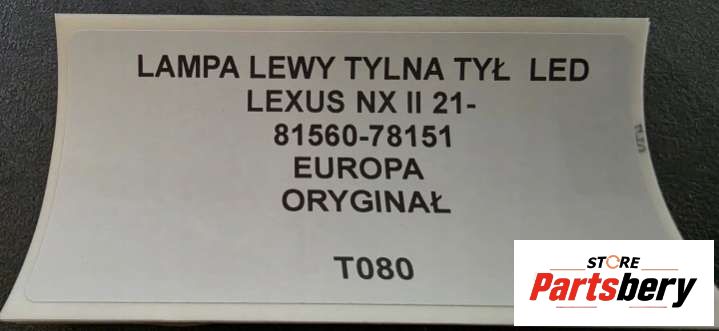 LAMPA LEWY TYLNA TYŁ LED
LEXUS NX II 21-
81560-78151
EUROPA
ORYGINAŁ
T080
STORE
Partsbery